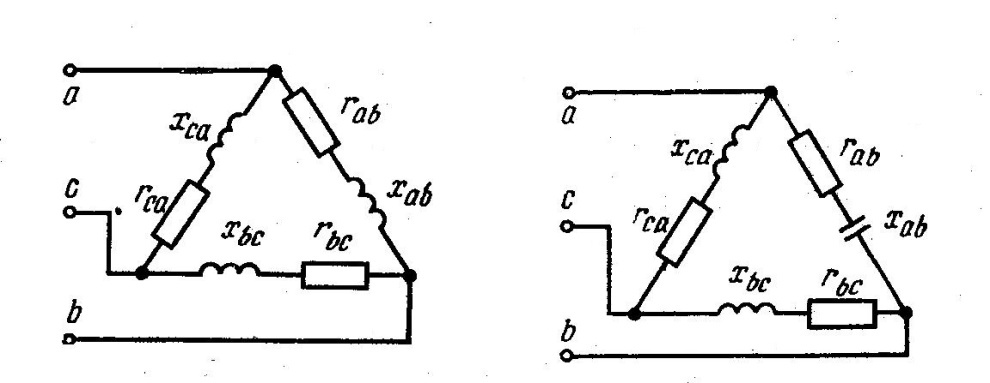 a
x_ca
r_ab
c
r_ca
x_ab
x_bc
r_bc
b
a
x_ca
r_ab
c
r_ca
x_ab
x_bc
r_bc
b